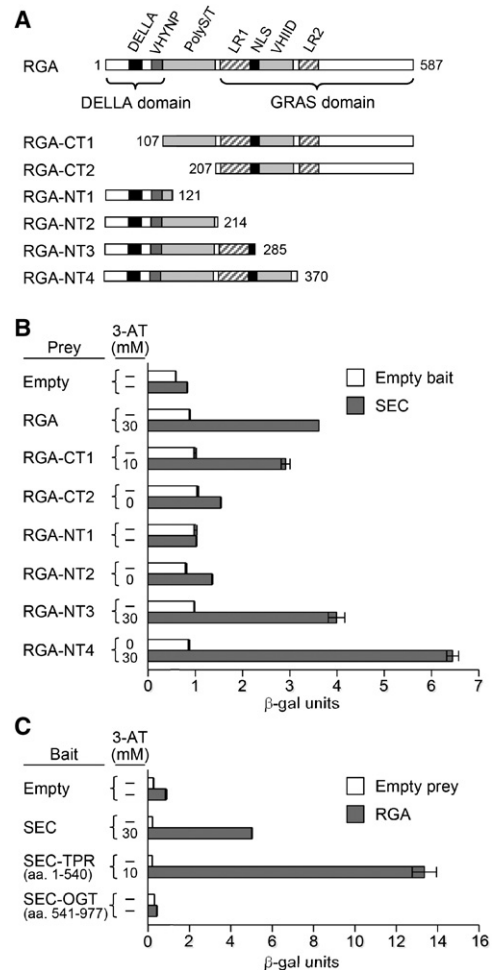 A
DELLA VHYNP PolyS/T LR1 NLS VHIID LR2
RGA 1 587
DELLA domain GRAS domain
RGA-CT1 107
RGA-CT2 207
RGA-NT1 121
RGA-NT2 214
RGA-NT3 285
RGA-NT4 370
B
Prey 3-AT (mM)
Empty bait
SEC
Empty – –
RGA – 30
RGA-CT1 – 10
RGA-CT2 – 0
RGA-NT1 – –
RGA-NT2 – 0
RGA-NT3 – 30
RGA-NT4 0 30
0 1 2 3 4 5 6 7
β-gal units
C
Bait 3-AT (mM)
Empty prey
RGA
Empty – –
SEC – 30
SEC-TPR – 10
(aa. 1-540)
SEC-OGT – –
(aa. 541-977)
0 2 4 6 8 10 12 14 16
β-gal units